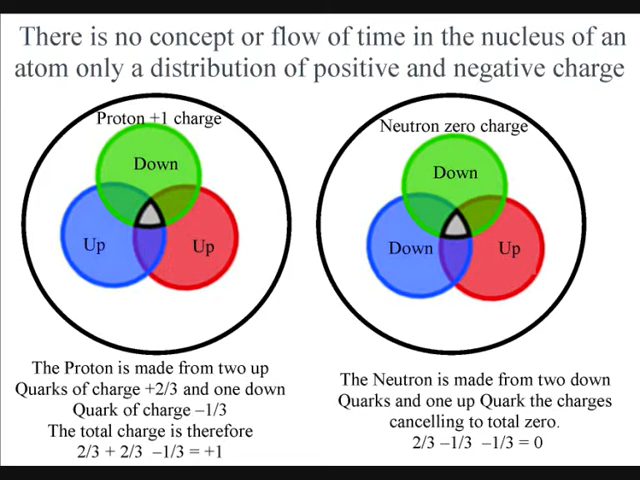 There is no concept or flow of time in the nucleus of an
atom only a distribution of positive and negative charge
Proton +1 charge
Down
Up
Up
The Proton is made from two up
Quarks of charge +2/3 and one down
Quark of charge –1/3
The total charge is therefore
2/3 + 2/3 –1/3 = +1
Neutron zero charge
Down
Down
Up
The Neutron is made from two down
Quarks and one up Quark the charges
cancelling to total zero.
2/3 –1/3 –1/3 = 0